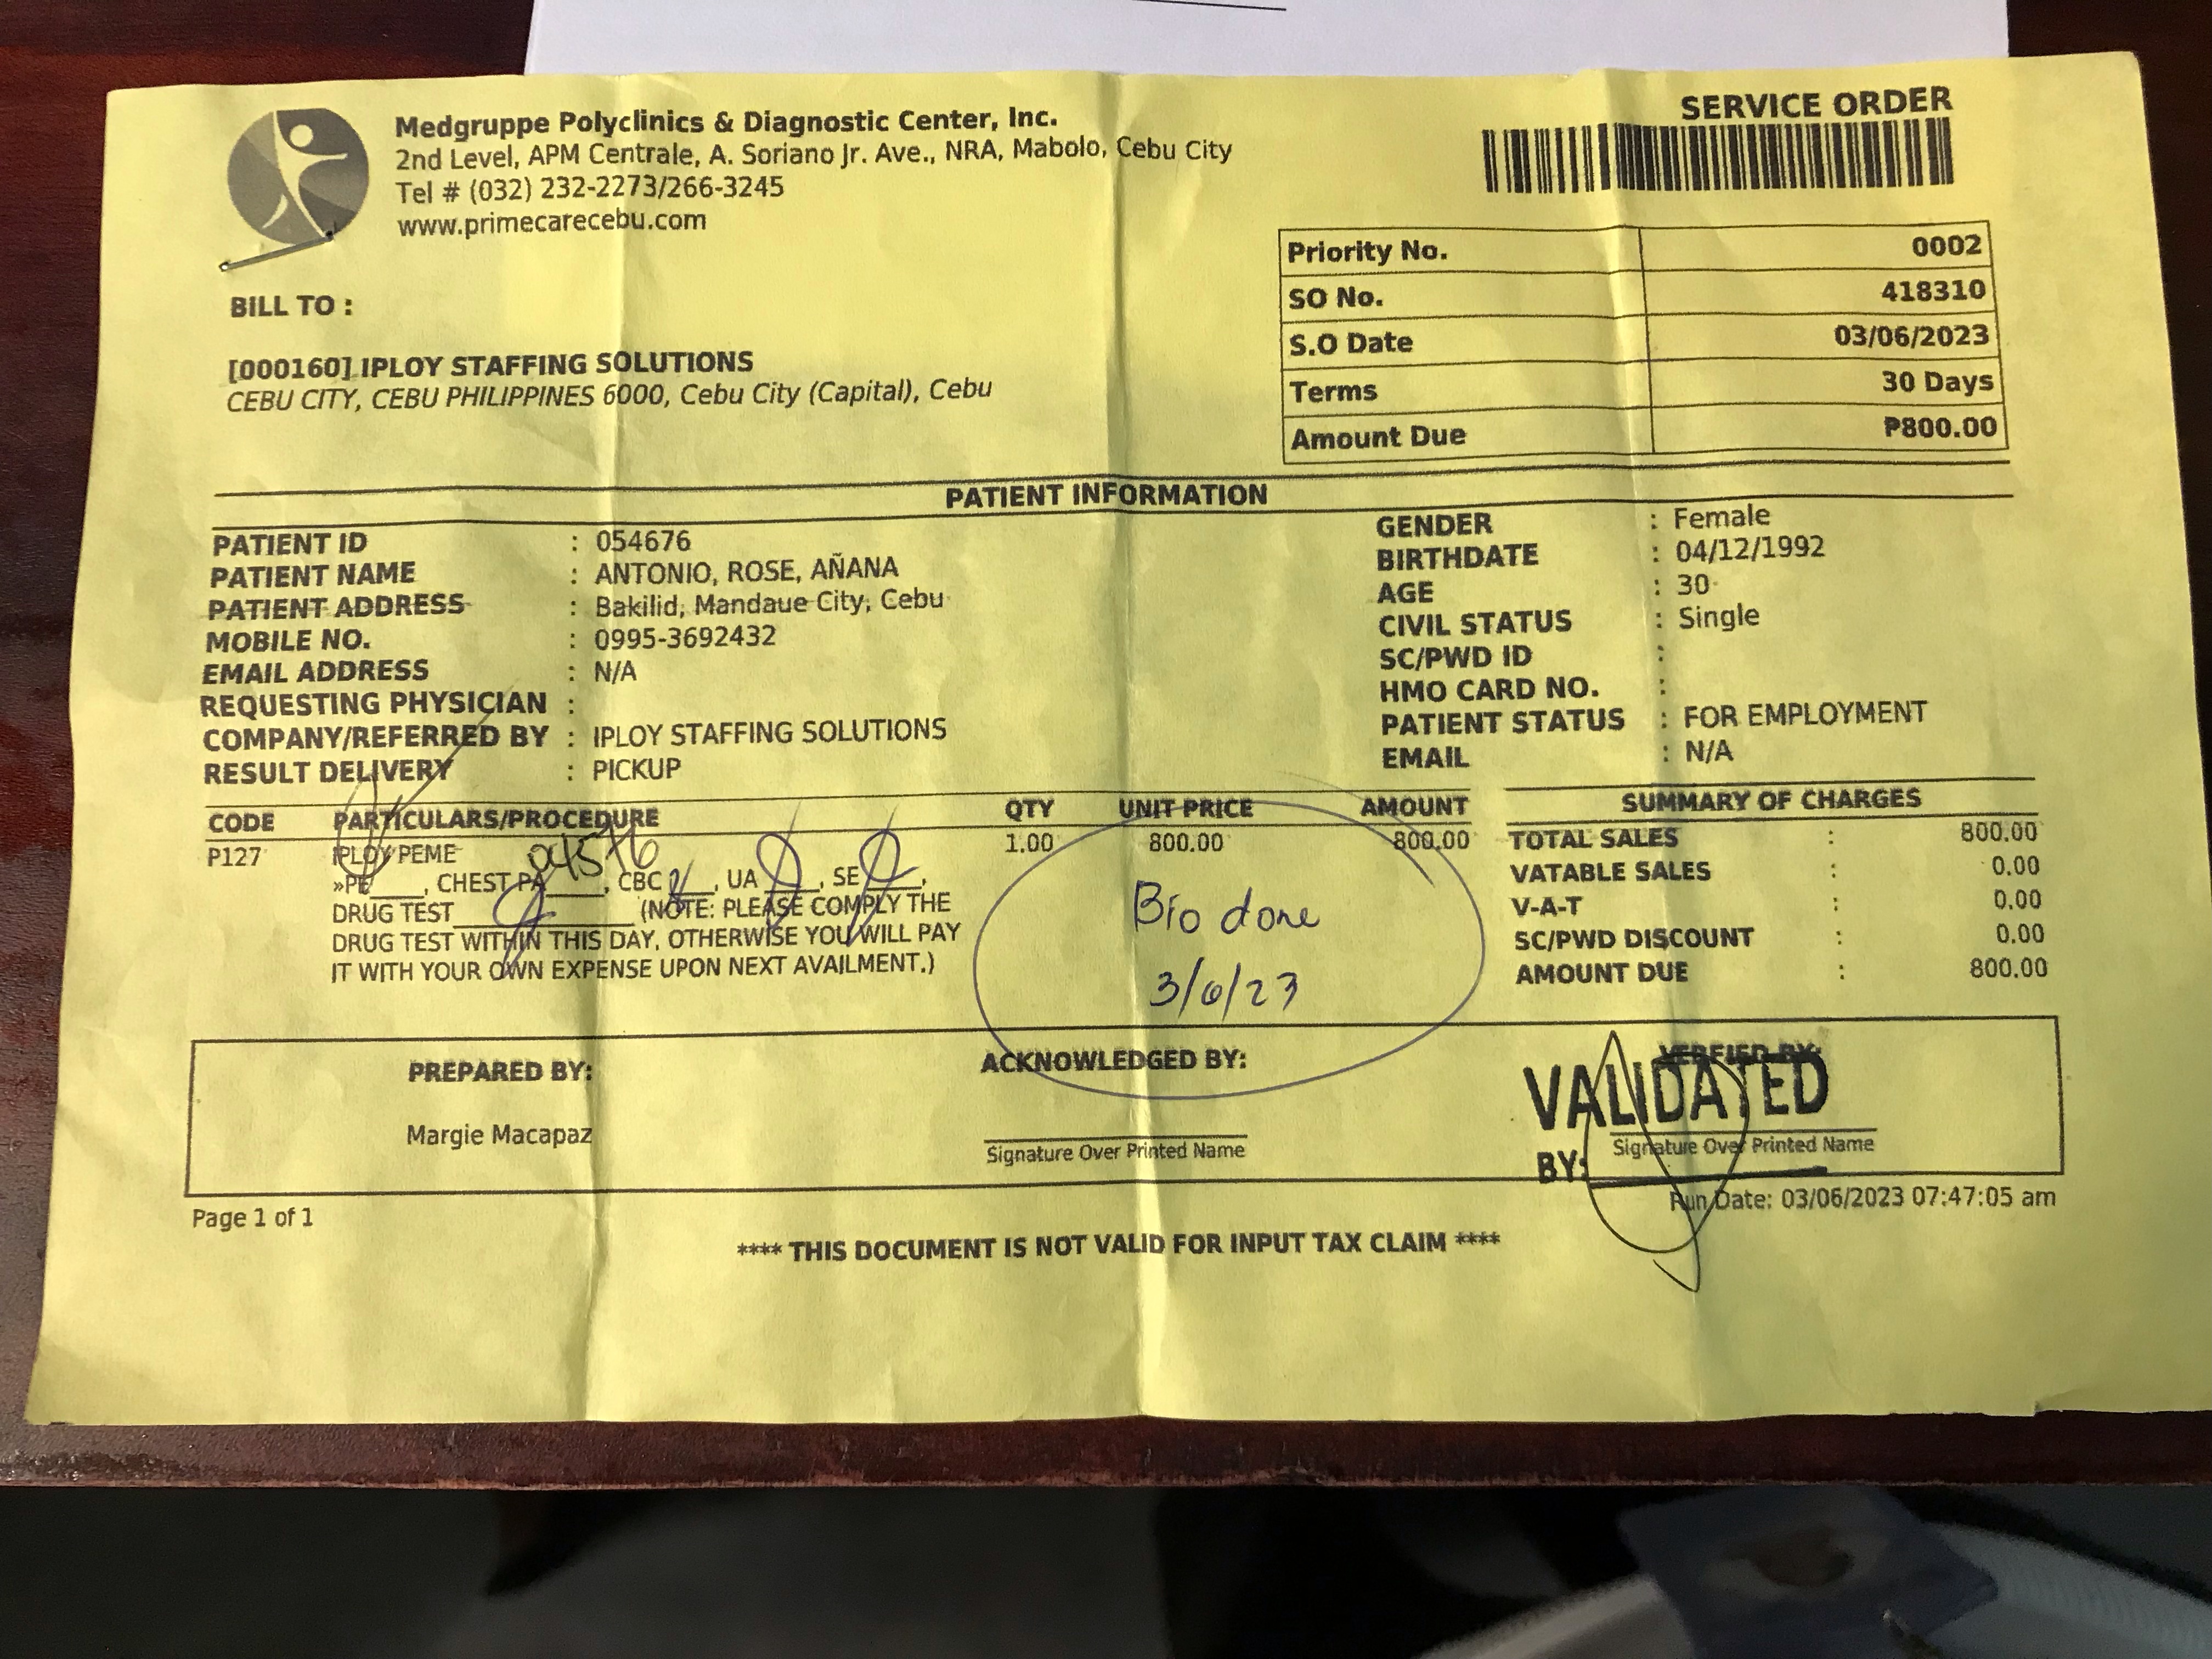 Medgruppe Polyclinics & Diagnostic Center, Inc.
2nd Level, APM Centrale, A. Soriano Jr. Ave., NRA, Mabolo, Cebu City
Tel # (032) 232-2273/266-3245
www.primecarecebu.com
SERVICE ORDER
Priority No. 0002
SO No. 418310
S.O Date 03/06/2023
Terms 30 Days
Amount Due ₱800.00
BILL TO :
[000160] IPLOY STAFFING SOLUTIONS
CEBU CITY, CEBU PHILIPPINES 6000, Cebu City (Capital), Cebu
PATIENT INFORMATION
PATIENT ID : 054676
PATIENT NAME : ANTONIO, ROSE, AÑANA
PATIENT ADDRESS : Bakilid, Mandaue City, Cebu
MOBILE NO. : 0995-3692432
EMAIL ADDRESS : N/A
REQUESTING PHYSICIAN :
COMPANY/REFERRED BY : IPLOY STAFFING SOLUTIONS
RESULT DELIVERY : PICKUP
GENDER : Female
BIRTHDATE : 04/12/1992
AGE : 30
CIVIL STATUS : Single
SC/PWD ID :
HMO CARD NO. :
PATIENT STATUS : FOR EMPLOYMENT
EMAIL : N/A
CODE PARTICULARS/PROCEDURE QTY UNIT PRICE AMOUNT
P127 IPLOY PEME 1.00 800.00 800.00
»PE____, CHEST PA____, CBC____, UA____, SE____,
DRUG TEST____________ (NOTE: PLEASE COMPLY THE
DRUG TEST WITHIN THIS DAY, OTHERWISE YOU WILL PAY
IT WITH YOUR OWN EXPENSE UPON NEXT AVAILMENT.)
Bio done
3/6/23
SUMMARY OF CHARGES
TOTAL SALES : 800.00
VATABLE SALES : 0.00
V-A-T : 0.00
SC/PWD DISCOUNT : 0.00
AMOUNT DUE : 800.00
PREPARED BY:
Margie Macapaz
ACKNOWLEDGED BY:
Signature Over Printed Name
VERFIED BY:
VALIDATED
Signature Over Printed Name
BY:
Page 1 of 1
Run Date: 03/06/2023 07:47:05 am
**** THIS DOCUMENT IS NOT VALID FOR INPUT TAX CLAIM ****